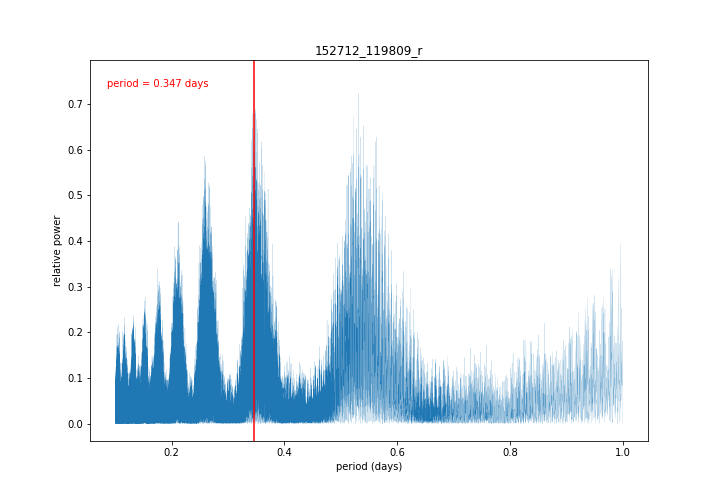 152712_119809_r
period = 0.347 days
relative power
0.7
0.6
0.5
0.4
0.3
0.2
0.1
0.0
0.2 0.4 0.6 0.8 1.0
period (days)